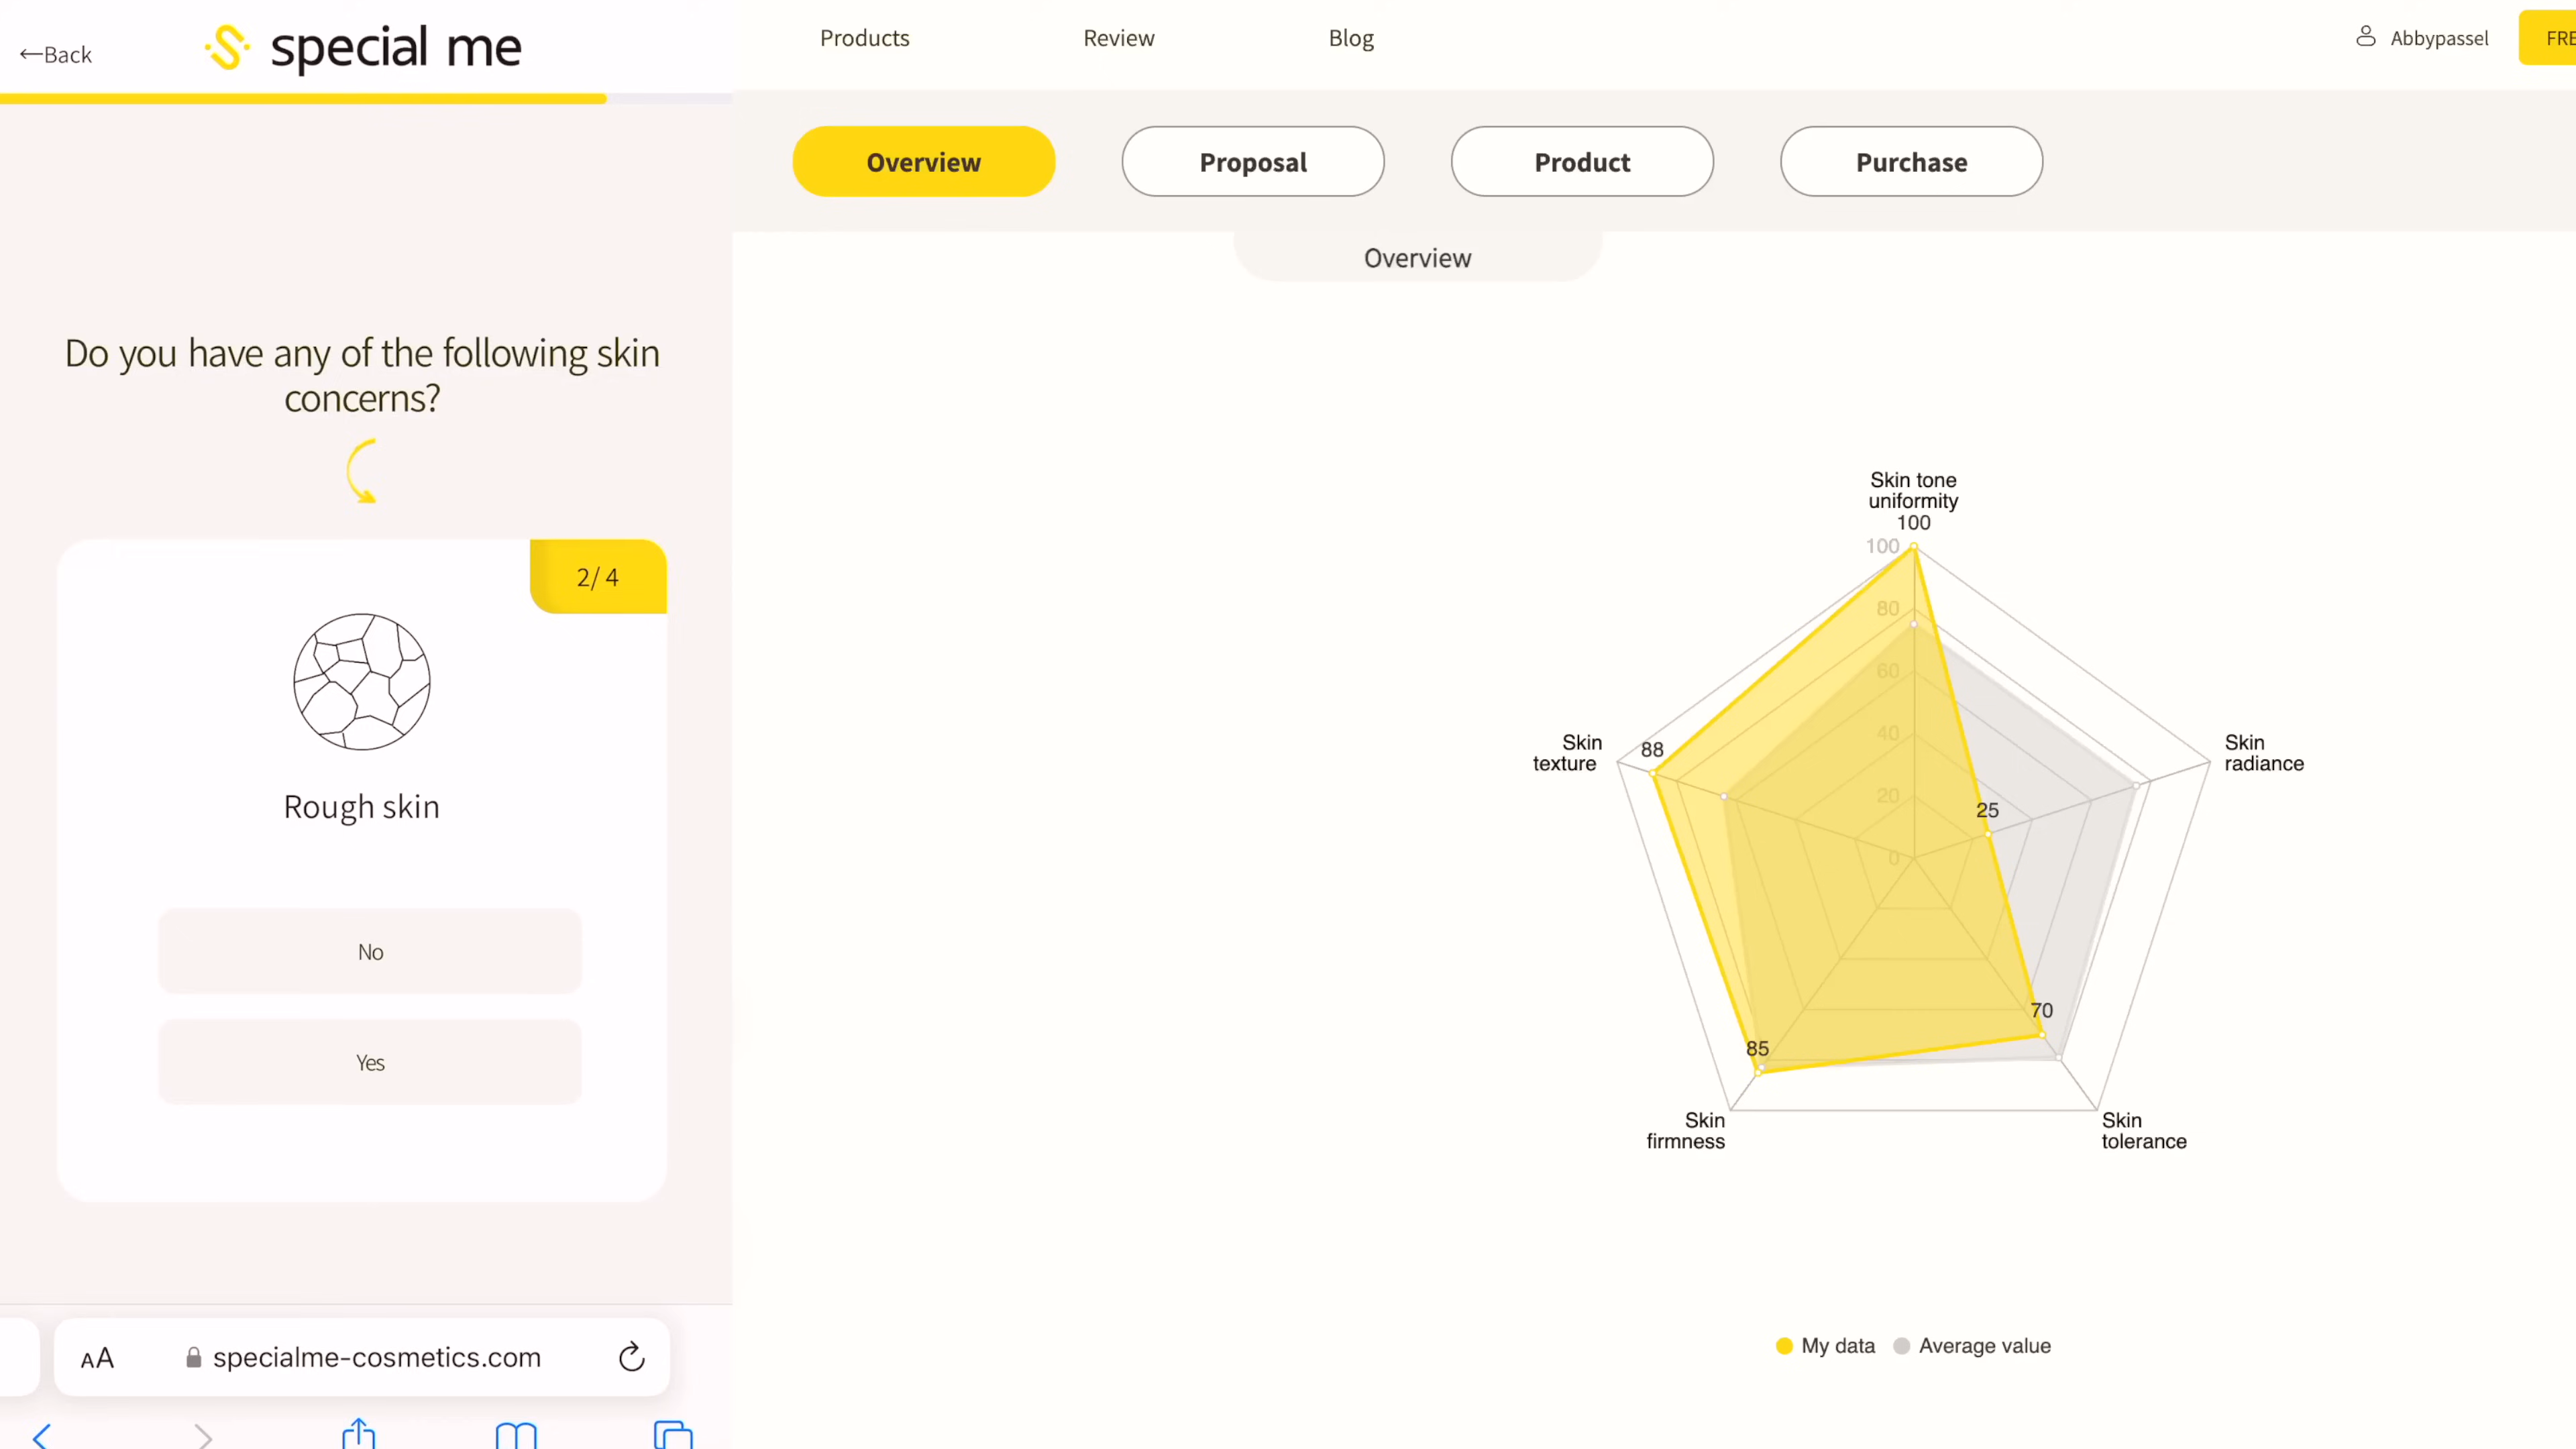 ←Back
special me
Do you have any of the following skin
concerns?
2/ 4
Rough skin
No
Yes
AA
specialme-cosmetics.com
Products
Review
Blog
Abbypassel
FRE
Overview
Proposal
Product
Purchase
Overview
Skin tone
uniformity
100
100
80
60
40
20
0
Skin
texture
88
Skin
radiance
25
70
85
Skin
firmness
Skin
tolerance
My data
Average value